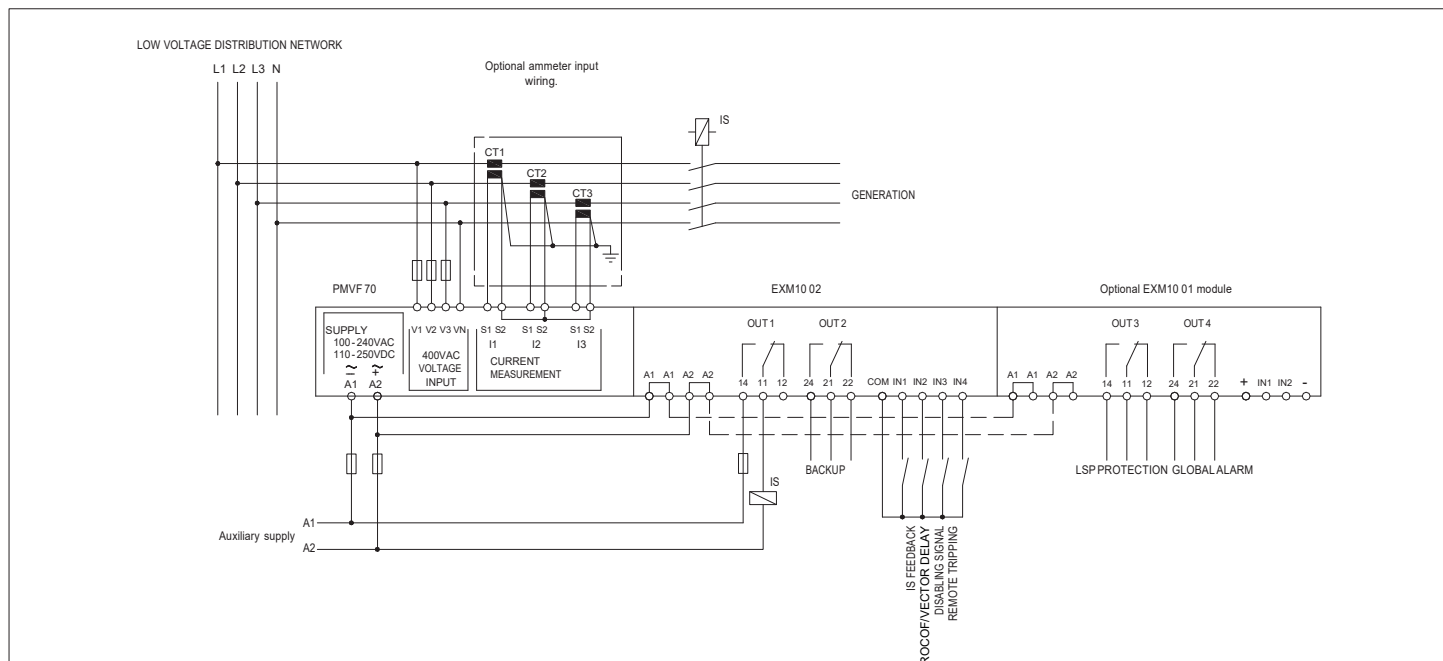 LOW VOLTAGE DISTRIBUTION NETWORK
L1 L2 L3 N
Optional ammeter input
wiring.
IS
CT1
CT2
CT3
GENERATION
PMVF 70
EXM10 02
Optional EXM10 01 module
SUPPLY
100-240VAC
110-250VDC
~ ~
- +
A1 A2
V1 V2 V3 VN
400VAC
VOLTAGE
INPUT
S1 S2 S1 S2 S1 S2
I1 I2 I3
CURRENT
MEASUREMENT
OUT 1 OUT 2
A1 A1 A2 A2
14 11 12 24 21 22
COM IN1 IN2 IN3 IN4
OUT 3 OUT 4
A1 A1 A2 A2
14 11 12 24 21 22
+ IN1 IN2 -
BACKUP
LSP PROTECTION GLOBAL ALARM
IS
A1
Auxiliary supply
A2
IS FEEDBACK
ROCOF/VECTOR DELAY
DISABLING SIGNAL
REMOTE TRIPPING